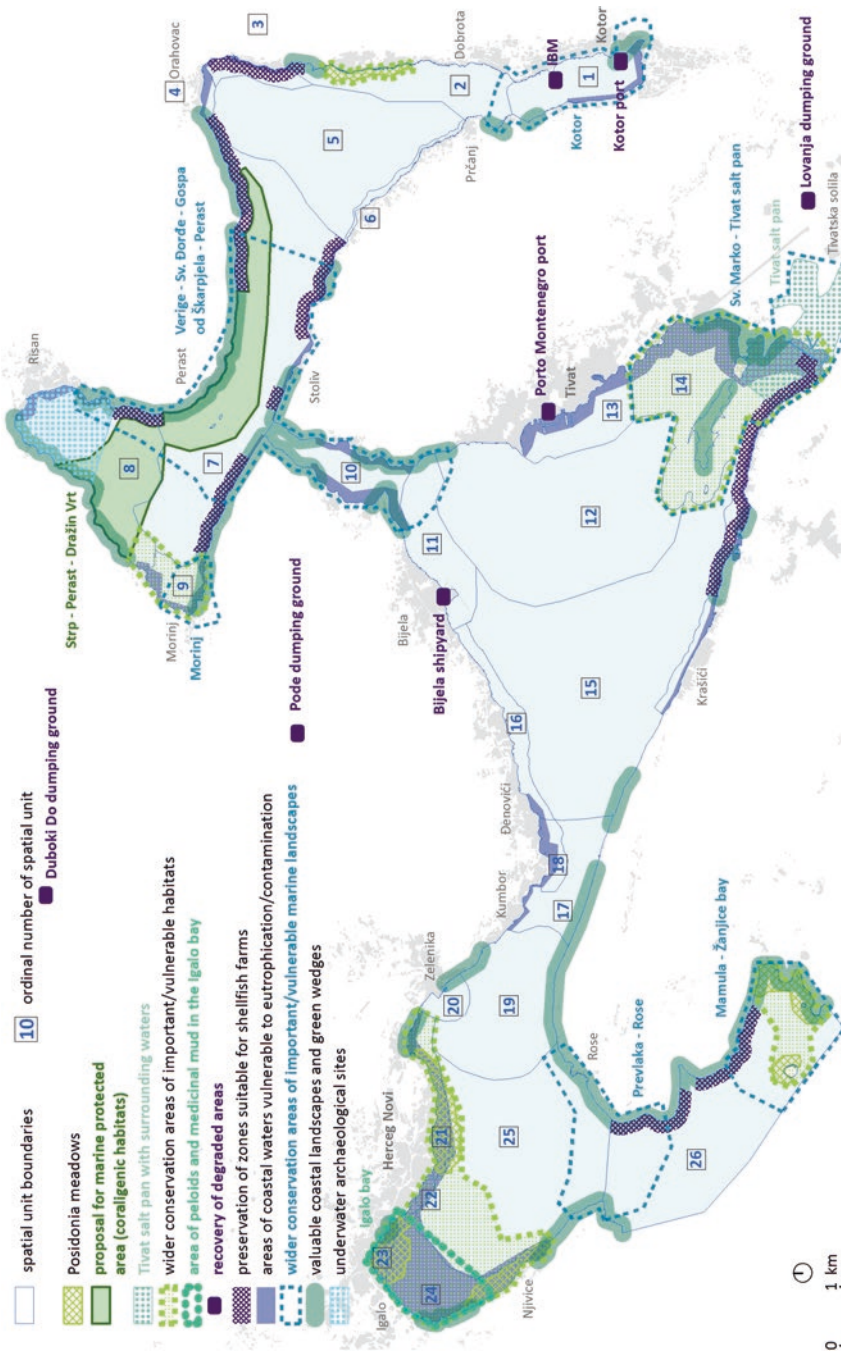 spatial unit boundaries
10 ordinal number of spatial unit
Posidonia meadows
proposal for marine protected
area (coraligenic habitats)
Tivat salt pan with surrounding waters
wider conservation areas of important/vulnerable habitats
area of peloids and medicinal mud in the Igalo bay
recovery of degraded areas
preservation of zones suitable for shellfish farms
areas of coastal waters vulnerable to eutrophication/contamination
wider conservation areas of important/vulnerable marine landscapes
valuable coastal landscapes and green wedges
underwater archaeological sites
Duboki Do dumping ground
Pode dumping ground
Strp - Perast - Dražin Vrt
Risan
Morinj
Morinj
Perast
Verige - Sv. Đorđe - Gospa
od Škarpjela - Perast
Orahovac
Dobrota
IBM
Kotor
Kotor
Kotor port
Prčanj
Stoliv
Bijela
Bijela shipyard
Porto Montenegro port
Tivat
Sv. Marko - Tivat salt pan
Tivat salt pan
Lovanja dumping ground
Tivatska solila
Krašići
Đenovići
Kumbor
Zelenika
Herceg Novi
Igalo bay
Igalo
Njivice
Rose
Prevlaka - Rose
Mamula - Žanjice bay
1
2
3
4
5
6
7
8
9
10
11
12
13
14
15
16
17
18
19
20
21
22
23
24
25
26
0 1 km